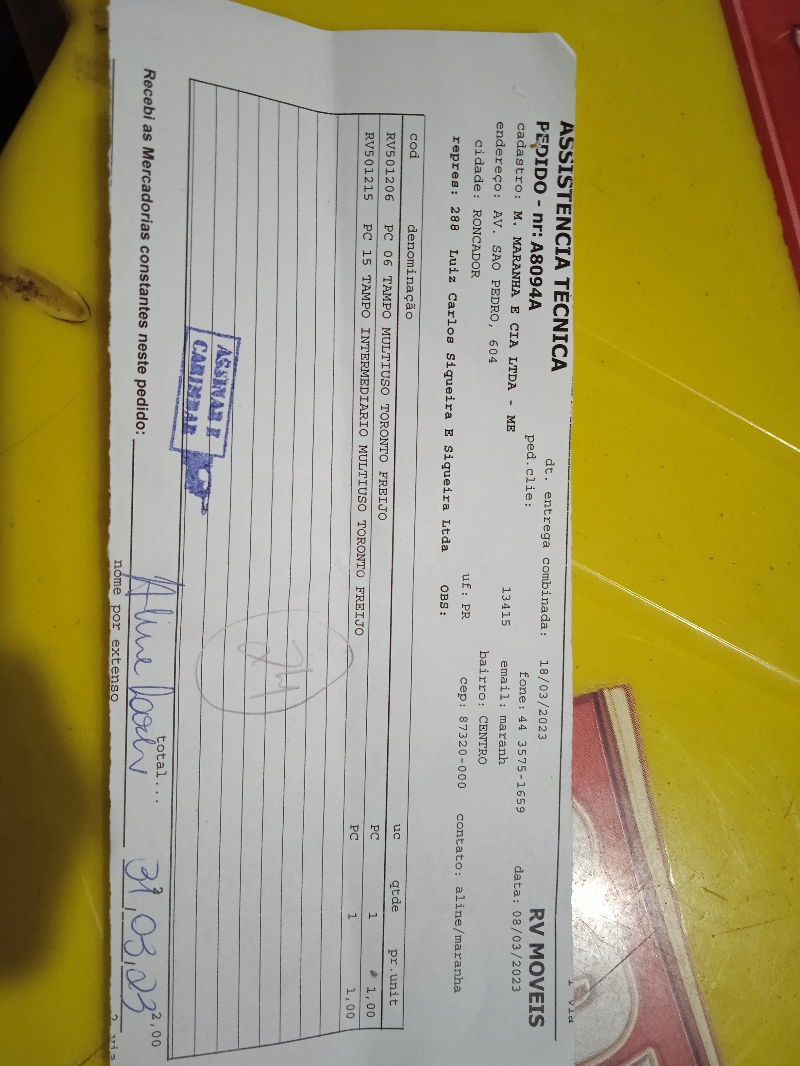 ASSISTENCIA TÉCNICA
RV MOVEIS
PEDIDO - nr: A8094A
dt. entrega combinada: 18/03/2023
data: 08/03/2023
ped.clie:
fone: 44 3575-1659
cadastro: M. MARANHA E CIA LTDA - ME
13415
email: maranh
endereço: AV. SAO PEDRO, 604
bairro: CENTRO
cidade: RONCADOR
uf: PR
cep: 87320-000
contato: aline/maranha
repres: 288 Luiz Carlos Siqueira E Siqueira Ltda
OBS:
cod denominação uc qtde pr.unit
RV501206 PC 06 TAMPO MULTIUSO TORONTO FREIJO PC 1 1,00
RV501215 PC 15 TAMPO INTERMEDIARIO MULTIUSO TORONTO FREIJO PC 1 1,00
ASSINAR E
CARIMBAR
total... 2,00
Recebi as Mercadorias constantes neste pedido: Aline 31,03,23
nome por extenso
2 via